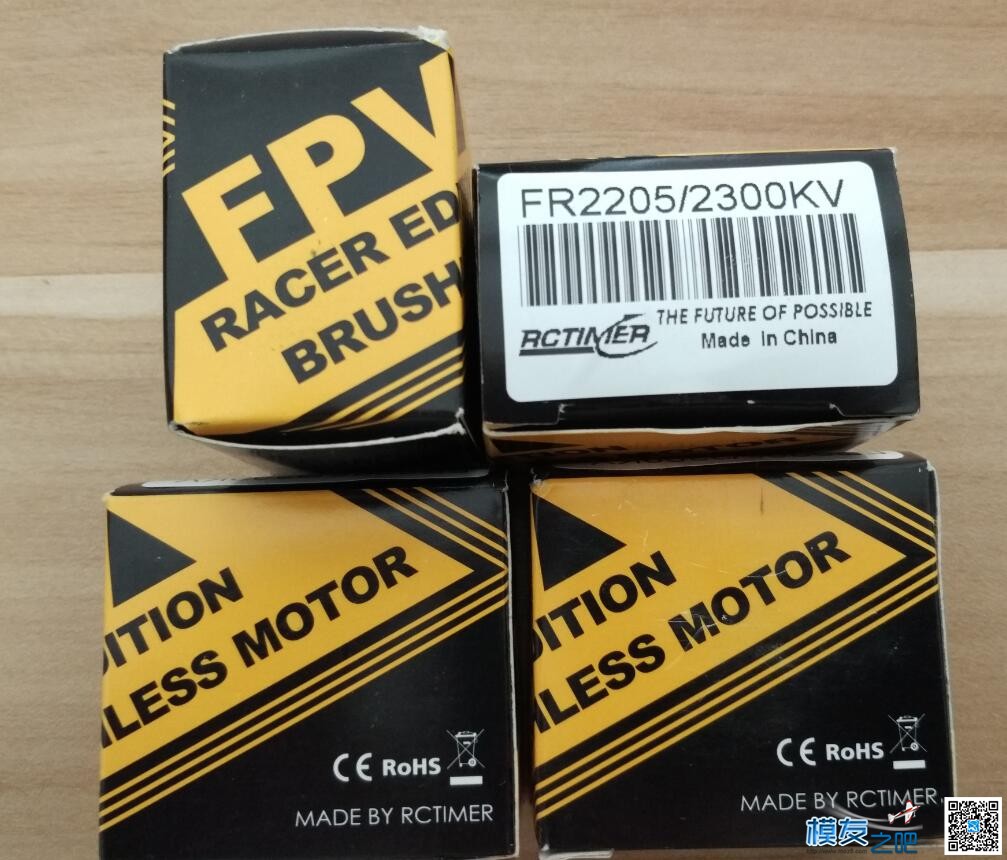 FPV
RACER ED
BRUSH
FR2205/2300KV
RCTIMER
THE FUTURE OF POSSIBLE
Made In China
DITION
ILESS MOTOR
CE RoHS
MADE BY RCTIMER
DITION
ILESS MOTOR
CE RoHS
MADE BY RCTIMER
模友之吧